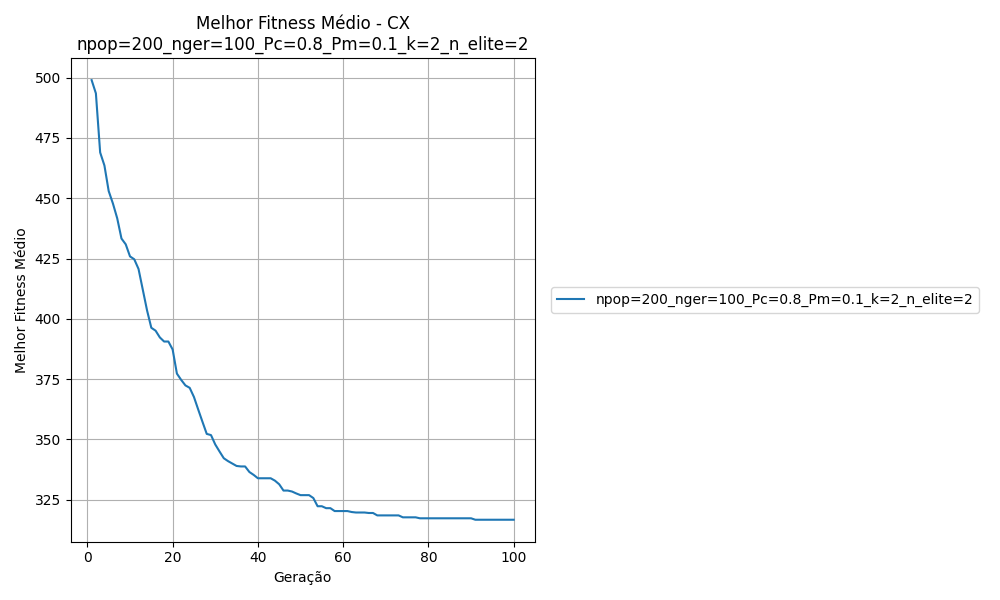 Melhor Fitness Médio - CX
npop=200_nger=100_Pc=0.8_Pm=0.1_k=2_n_elite=2
Melhor Fitness Médio
500
475
450
425
400
375
350
325
0 20 40 60 80 100
Geração
npop=200_nger=100_Pc=0.8_Pm=0.1_k=2_n_elite=2